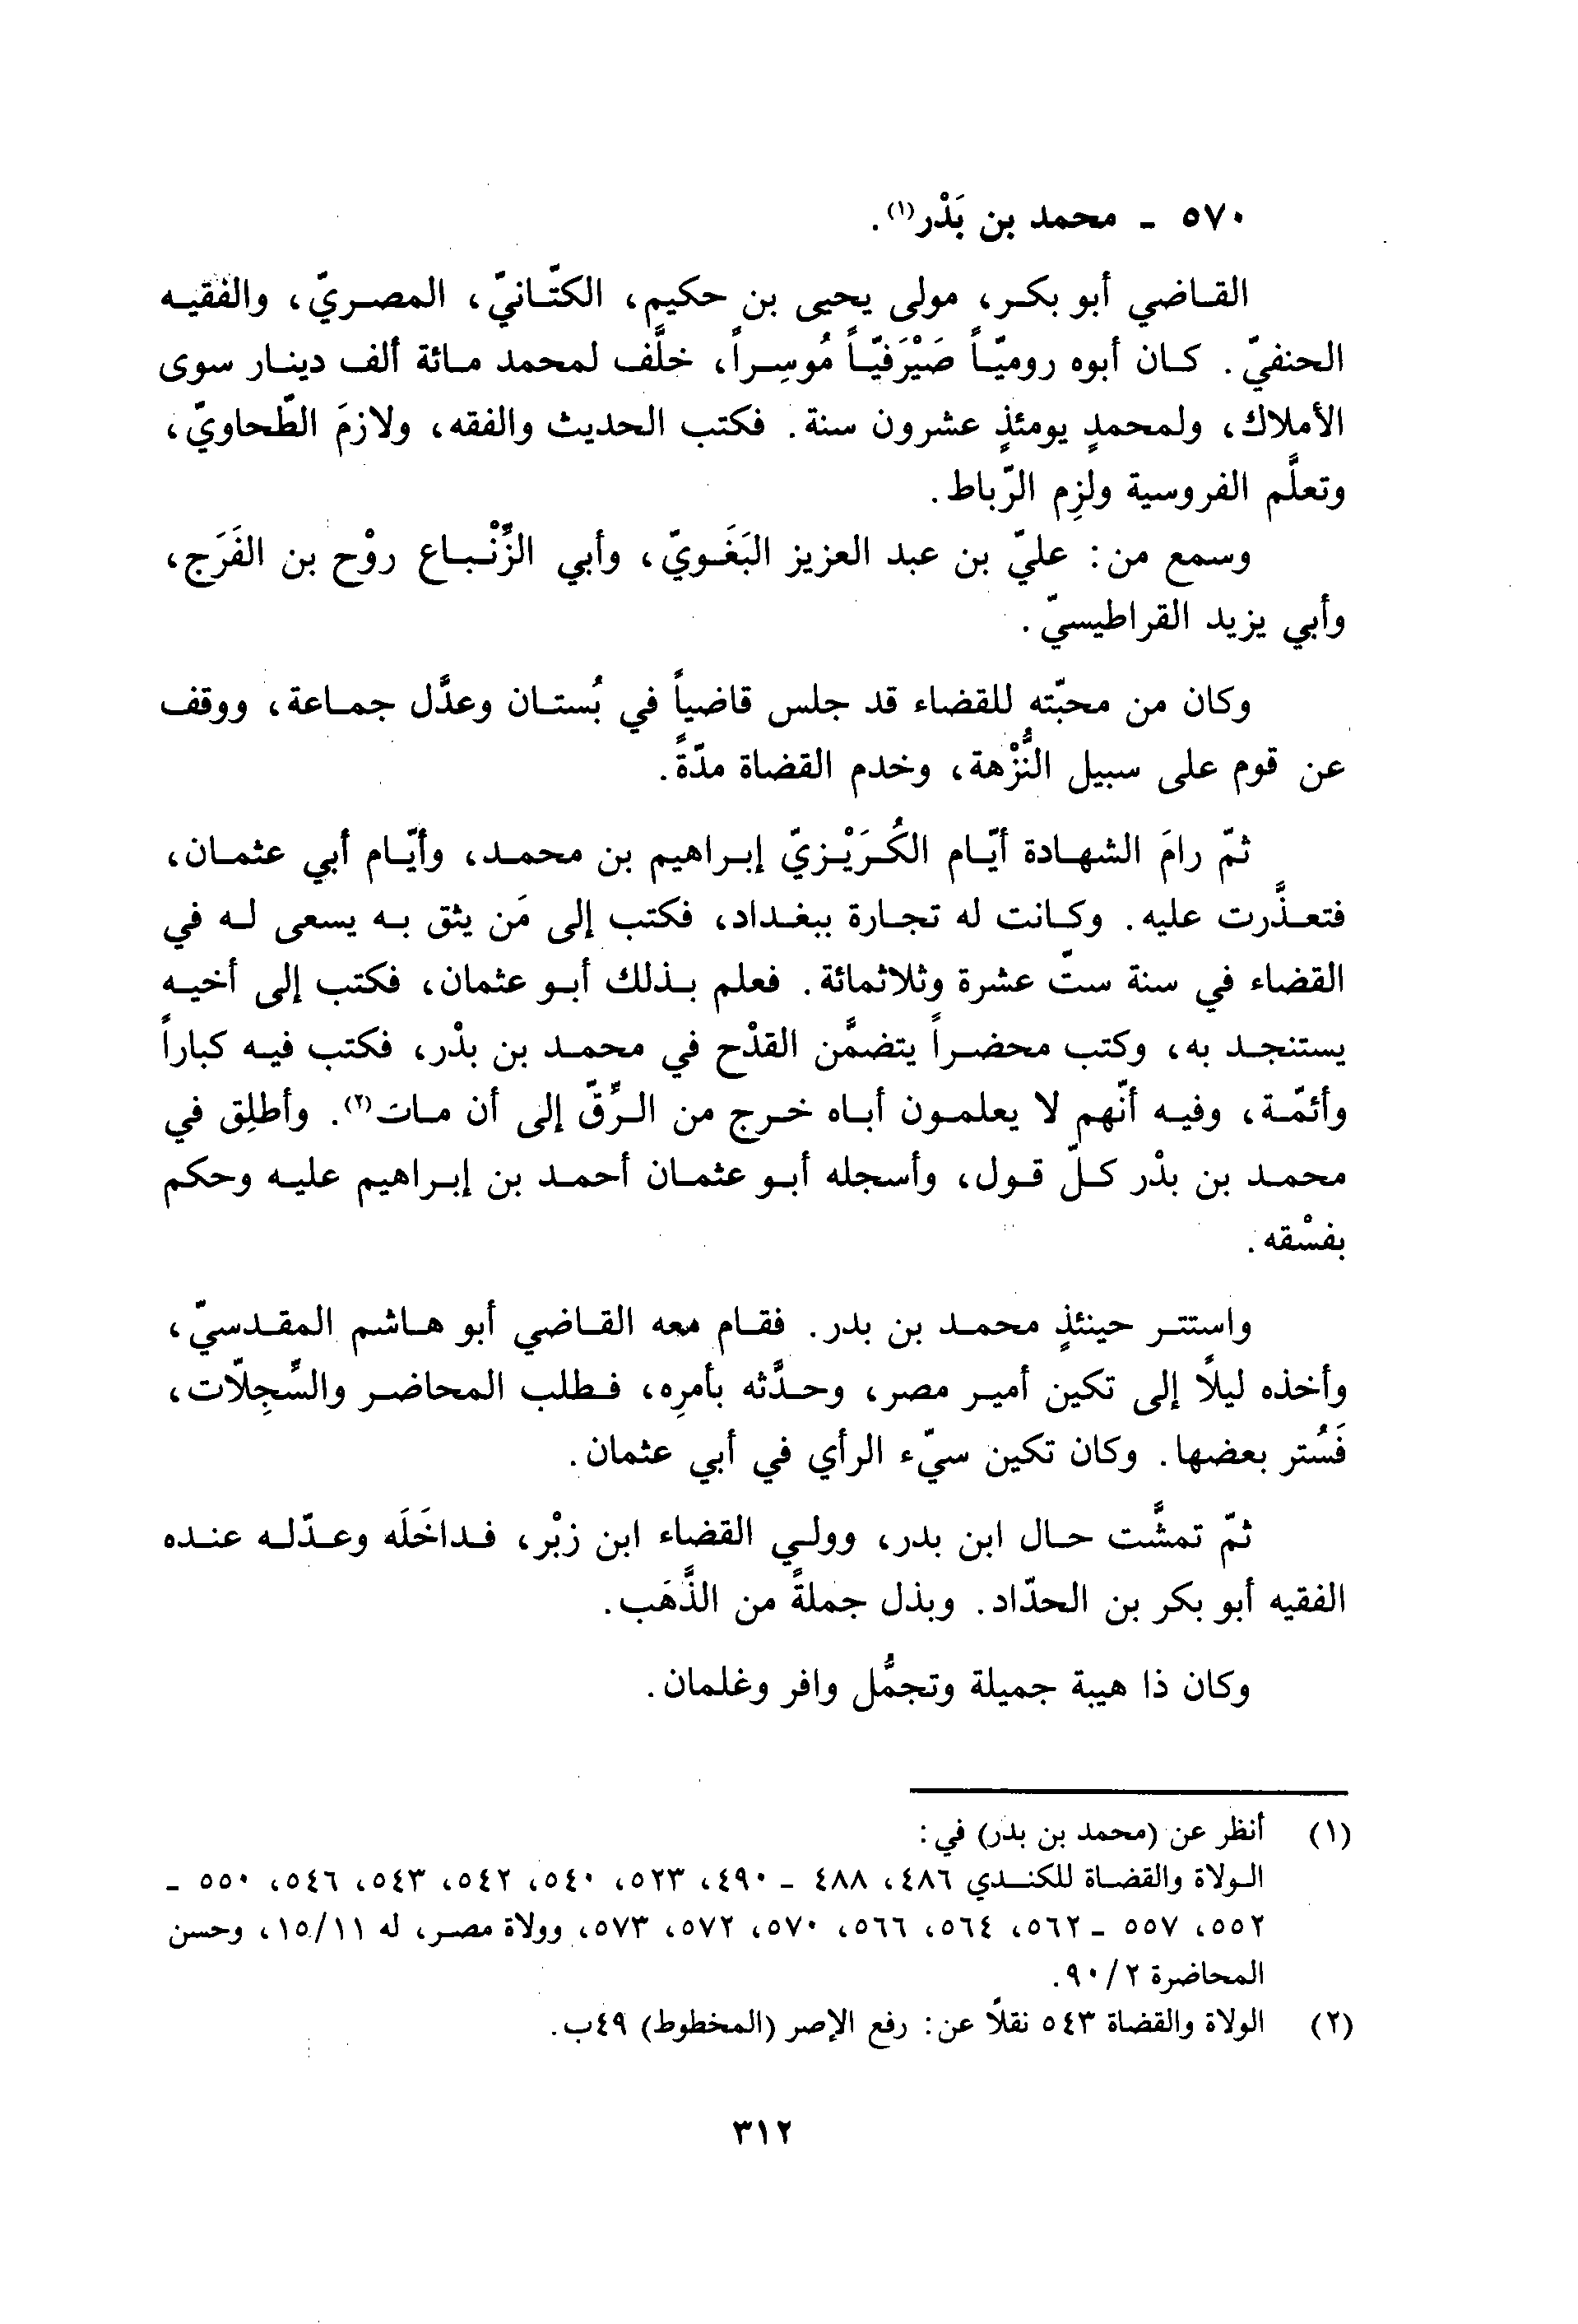 ٥٧٠ - محمد بن بَدْر(١).
القاضي أبو بكر، مولى يحيى بن حكيم، الكتّانيّ، المصريّ، والفقيه
الحنفيّ. كان أبوه روميّاً صَيْرَفيّاً مُوسِراً، خلَّف لمحمد مائة ألف دينار سوى
الأملاك، ولمحمدٍ يومئذٍ عشرون سنة. فكتب الحديث والفقه، ولازمَ الطّحاويّ،
وتعلَّم الفروسية ولزِم الرّباط.
وسمع من: عليّ بن عبد العزيز البَغَويّ، وأبي الزِّنْباع روْح بن الفَرَج،
وأبي يزيد القراطيسيّ.
وكان من محبّته للقضاء قد جلس قاضياً في بُستان وعدَّل جماعة، ووقف
عن قوم على سبيل النُّزْهة، وخدم القضاة مدّةً.
ثمّ رامَ الشهادة أيّام الكُرَيْزيّ إبراهيم بن محمد، وأيّام أبي عثمان،
فتعذَّرت عليه. وكانت له تجارة ببغداد، فكتب إلى مَن يثق به يسعى له في
القضاء في سنة ستّ عشرة وثلاثمائة. فعلم بذلك أبو عثمان، فكتب إلى أخيه
يستنجد به، وكتب محضراً يتضمَّن القدْح في محمد بن بدْر، فكتب فيه كباراً
وأئمّة، وفيه أنّهم لا يعلمون أباه خرج من الرِّقّ إلى أن مات(٢). وأطلِق في
محمد بن بدْر كلّ قول، وأسجله أبو عثمان أحمد بن إبراهيم عليه وحكم
بفسْقه.
واستتر حينئذٍ محمد بن بدر. فقام معه القاضي أبو هاشم المقدسيّ،
وأخذه ليلاً إلى تكين أمير مصر، وحدَّثه بأمرِه، فطلب المحاضر والسِّجِلّات،
فَسُتر بعضها. وكان تكين سيّء الرأي في أبي عثمان.
ثمّ تمشَّت حال ابن بدر، وولي القضاء ابن زبْر، فداخَلَه وعدّله عنده
الفقيه أبو بكر بن الحدّاد. وبذل جملةً من الذَّهَب.
وكان ذا هيبة جميلة وتجمُّل وافر وغلمان.
(١) أنظر عن (محمد بن بدر) في:
الولاة والقضاة للكندي ٤٨٦، ٤٨٨ - ٤٩٠، ٥٢٣، ٥٤٠، ٥٤٢، ٥٤٣، ٥٤٦، ٥٥٠ -
٥٥٢، ٥٥٧ - ٥٦٢، ٥٦٤، ٥٦٦، ٥٧٠، ٥٧٢، ٥٧٣، وولاة مصر، له ١٥/١١، وحسن
المحاضرة ٢/ ٩٠.
(٢) الولاة والقضاة ٥٤٣ نقلاً عن: رفع الإصر (المخطوط) ٤٩ب.
٣١٢